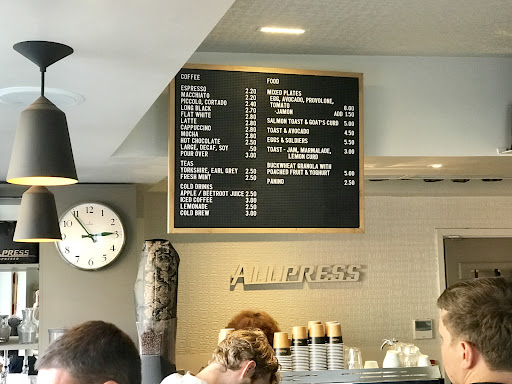 COFFEE
ESPRESSO 2.20
MACCHIATO 2.20
PICCOLO, CORTADO 2.40
LONG BLACK 2.70
FLAT WHITE 2.80
LATTE 2.80
CAPPUCCINO 2.80
MOCHA 2.80
HOT CHOCOLATE 2.50
LARGE, DECAF, SOY .50
POUR OVER 3.00
TEAS
YORKSHIRE, EARL GREY 2.50
FRESH MINT 2.50
COLD DRINKS
APPLE / BEETROOT JUICE 2.50
ICED COFFEE 3.00
LEMONADE 2.50
COLD BREW 3.00
FOOD
MIXED PLATES
EGG, AVOCADO, PROVOLONE,
TOMATO 6.00
-JAMON ADD 1.50
SALMON TOAST & GOAT'S CURD 5.00
TOAST & AVOCADO 4.50
EGGS & SOLDIERS 5.50
TOAST - JAM, MARMALADE, 3.00
LEMON CURD
BUCKWHEAT GRANOLA WITH
POACHED FRUIT & YOGHURT 5.00
PANINO 2.50
ALLPRESS
PRESS